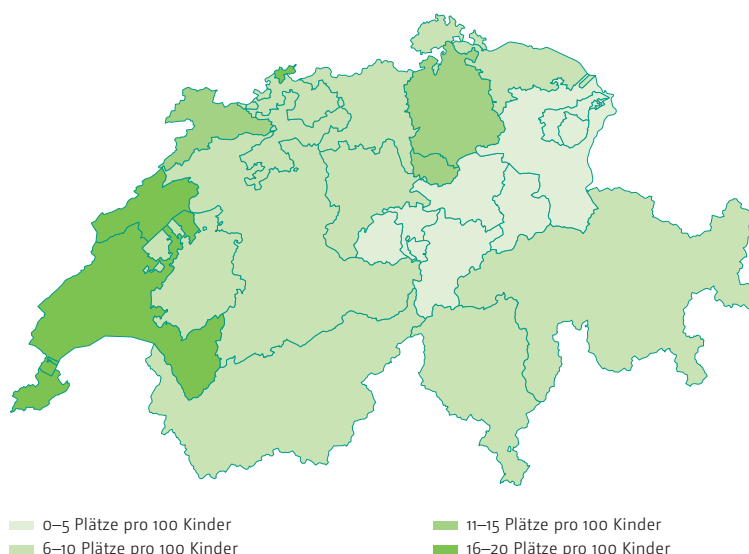 0–5 Plätze pro 100 Kinder
6–10 Plätze pro 100 Kinder
11–15 Plätze pro 100 Kinder
16–20 Plätze pro 100 Kinder